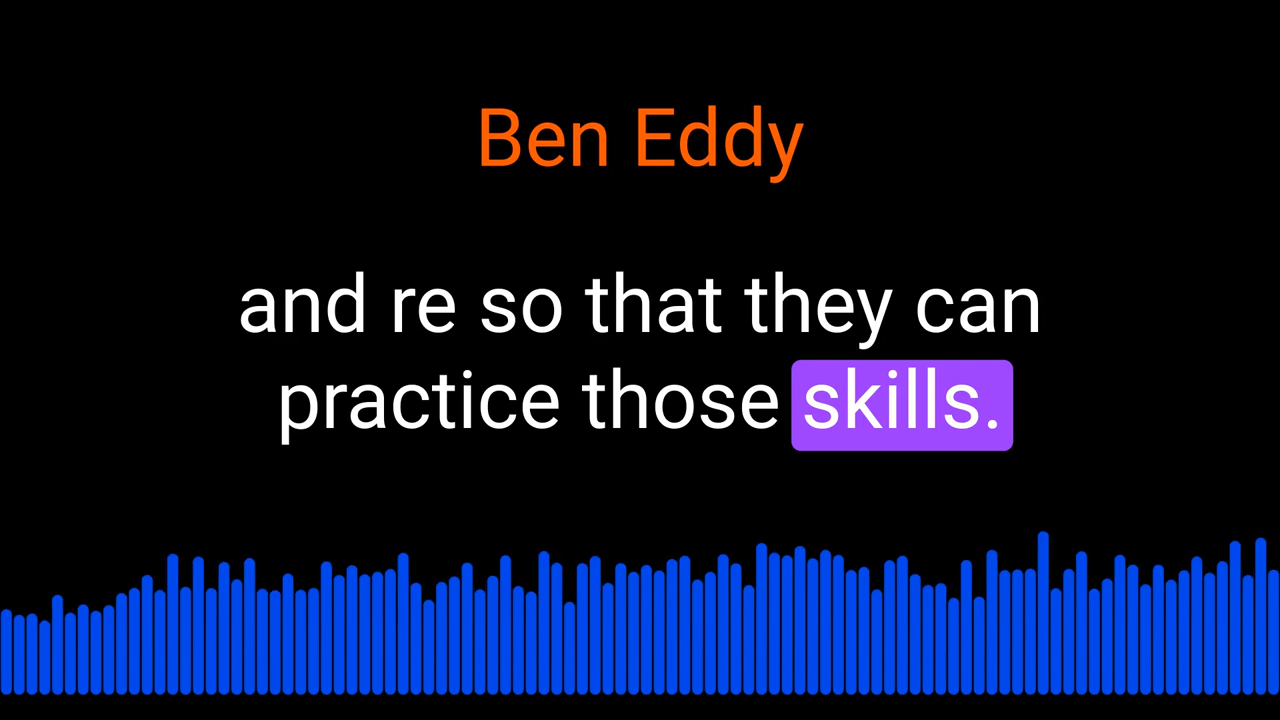 Ben Eddy
and re so that they can
practice those skills.